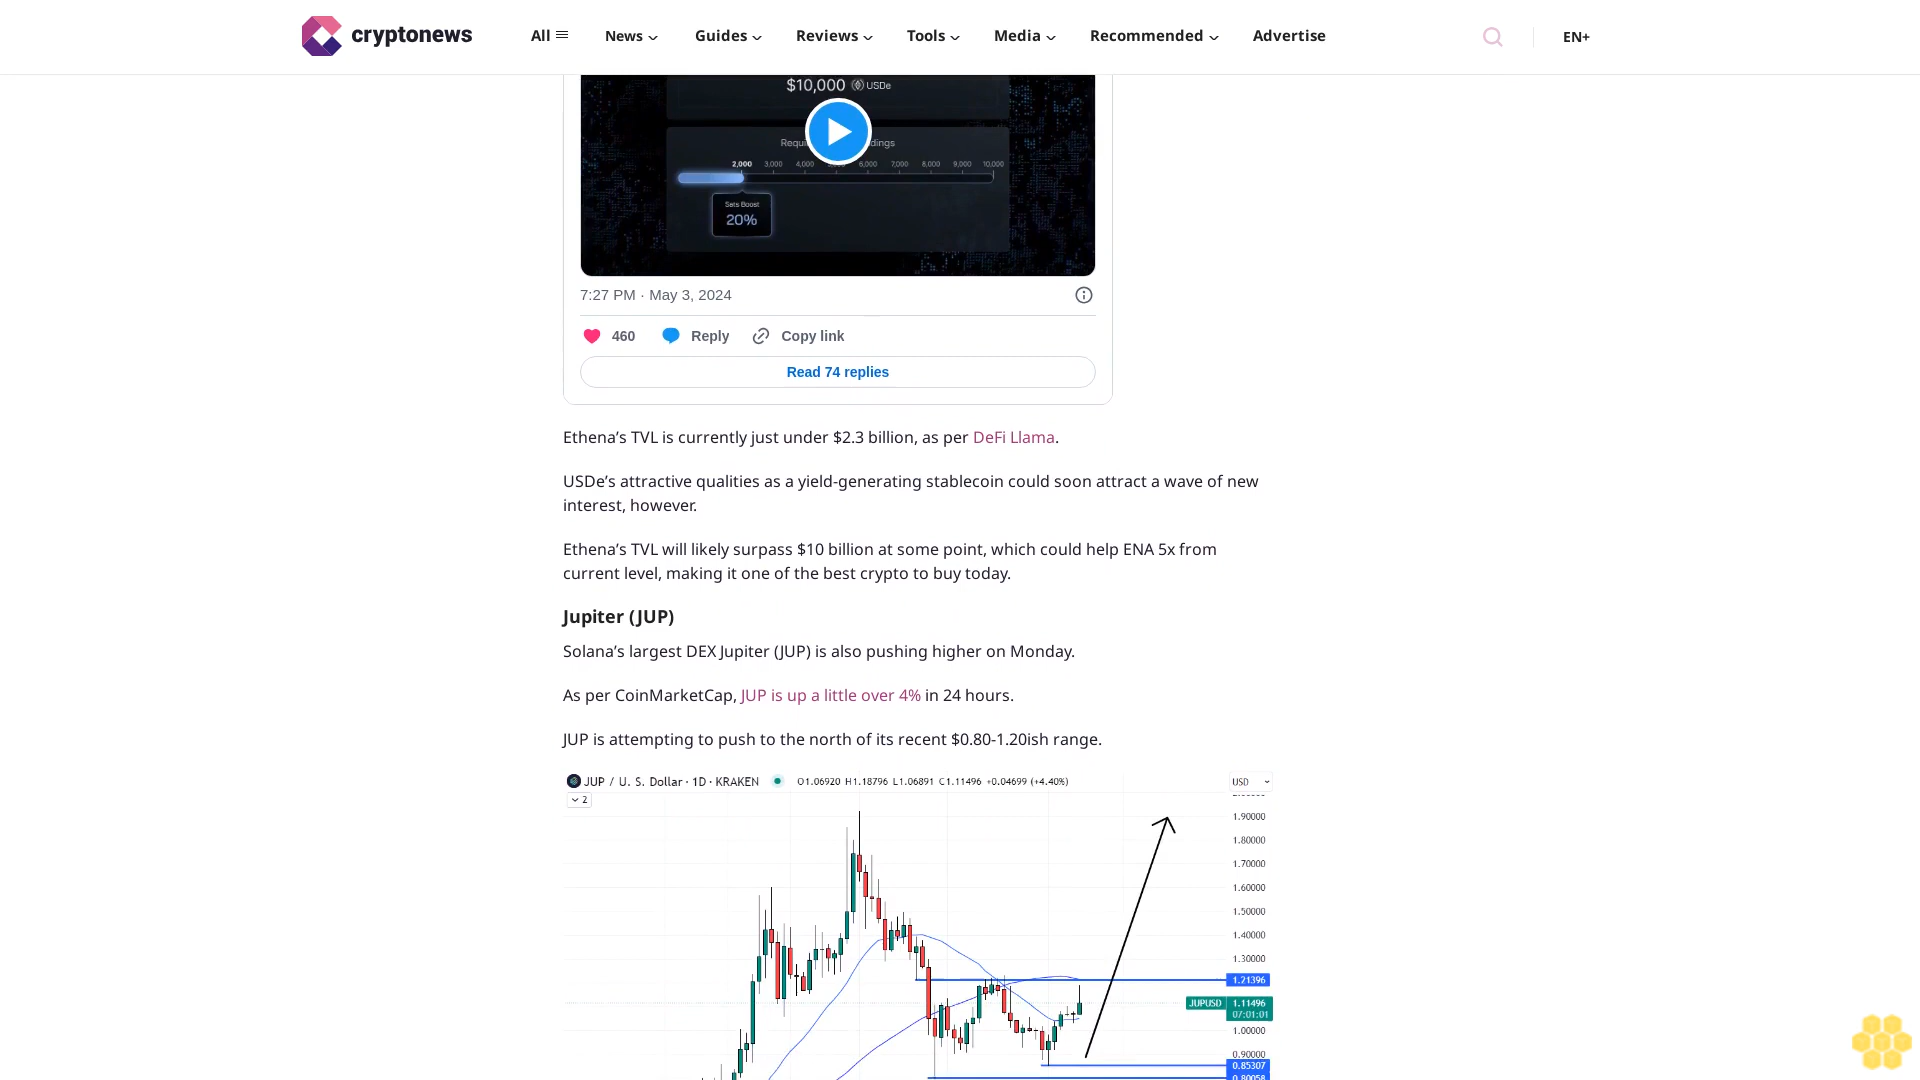 cryptonews
All
News
Guides
Reviews
Tools
Media
Recommended
Advertise
EN+
$10,000 USDe
2,000 3,000 4,000 6,000 7,000 8,000 9,000 10,000
Sats Boost
20%
7:27 PM · May 3, 2024
460 Reply Copy link
Read 74 replies
Ethena’s TVL is currently just under $2.3 billion, as per DeFi Llama.
USDe’s attractive qualities as a yield-generating stablecoin could soon attract a wave of new
interest, however.
Ethena’s TVL will likely surpass $10 billion at some point, which could help ENA 5x from
current level, making it one of the best crypto to buy today.
Jupiter (JUP)
Solana’s largest DEX Jupiter (JUP) is also pushing higher on Monday.
As per CoinMarketCap, JUP is up a little over 4% in 24 hours.
JUP is attempting to push to the north of its recent $0.80-1.20ish range.
JUP / U. S. Dollar · 1D · KRAKEN O1.06920 H1.18796 L1.06891 C1.11496 +0.04699 (+4.40%)
USD
2
1.90000
1.80000
1.70000
1.60000
1.50000
1.40000
1.30000
1.21396
JUPUSD 1.11496
07:01:01
1.00000
0.90000
0.85307
0.80058